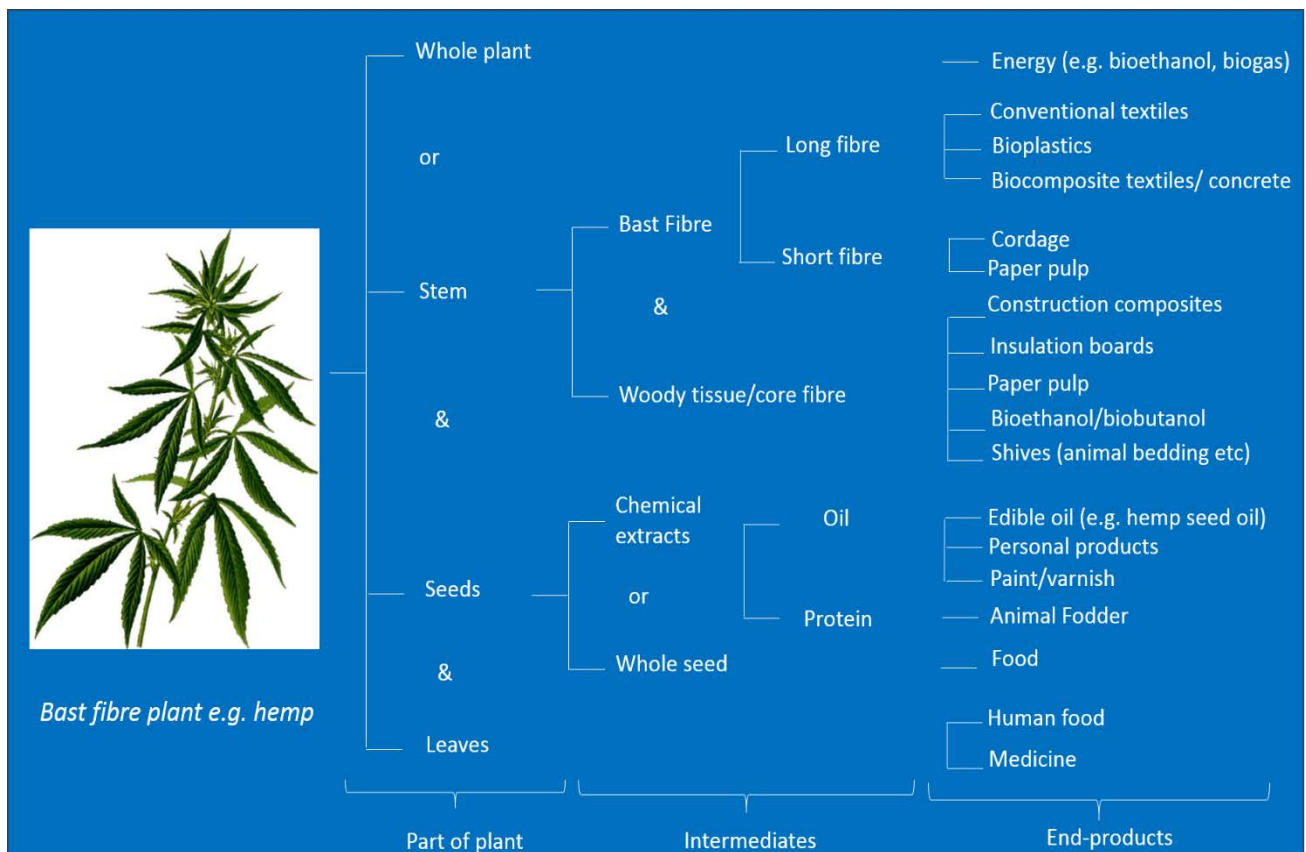 Whole plant
or
Stem
&
Seeds
&
Leaves
Bast fibre plant e.g. hemp
Bast Fibre
&
Woody tissue/core fibre
Chemical
extracts
or
Whole seed
Long fibre
Short fibre
Oil
Protein
Energy (e.g. bioethanol, biogas)
Conventional textiles
Bioplastics
Biocomposite textiles/ concrete
Cordage
Paper pulp
Construction composites
Insulation boards
Paper pulp
Bioethanol/biobutanol
Shives (animal bedding etc)
Edible oil (e.g. hemp seed oil)
Personal products
Paint/varnish
Animal Fodder
Food
Human food
Medicine
Part of plant
Intermediates
End-products